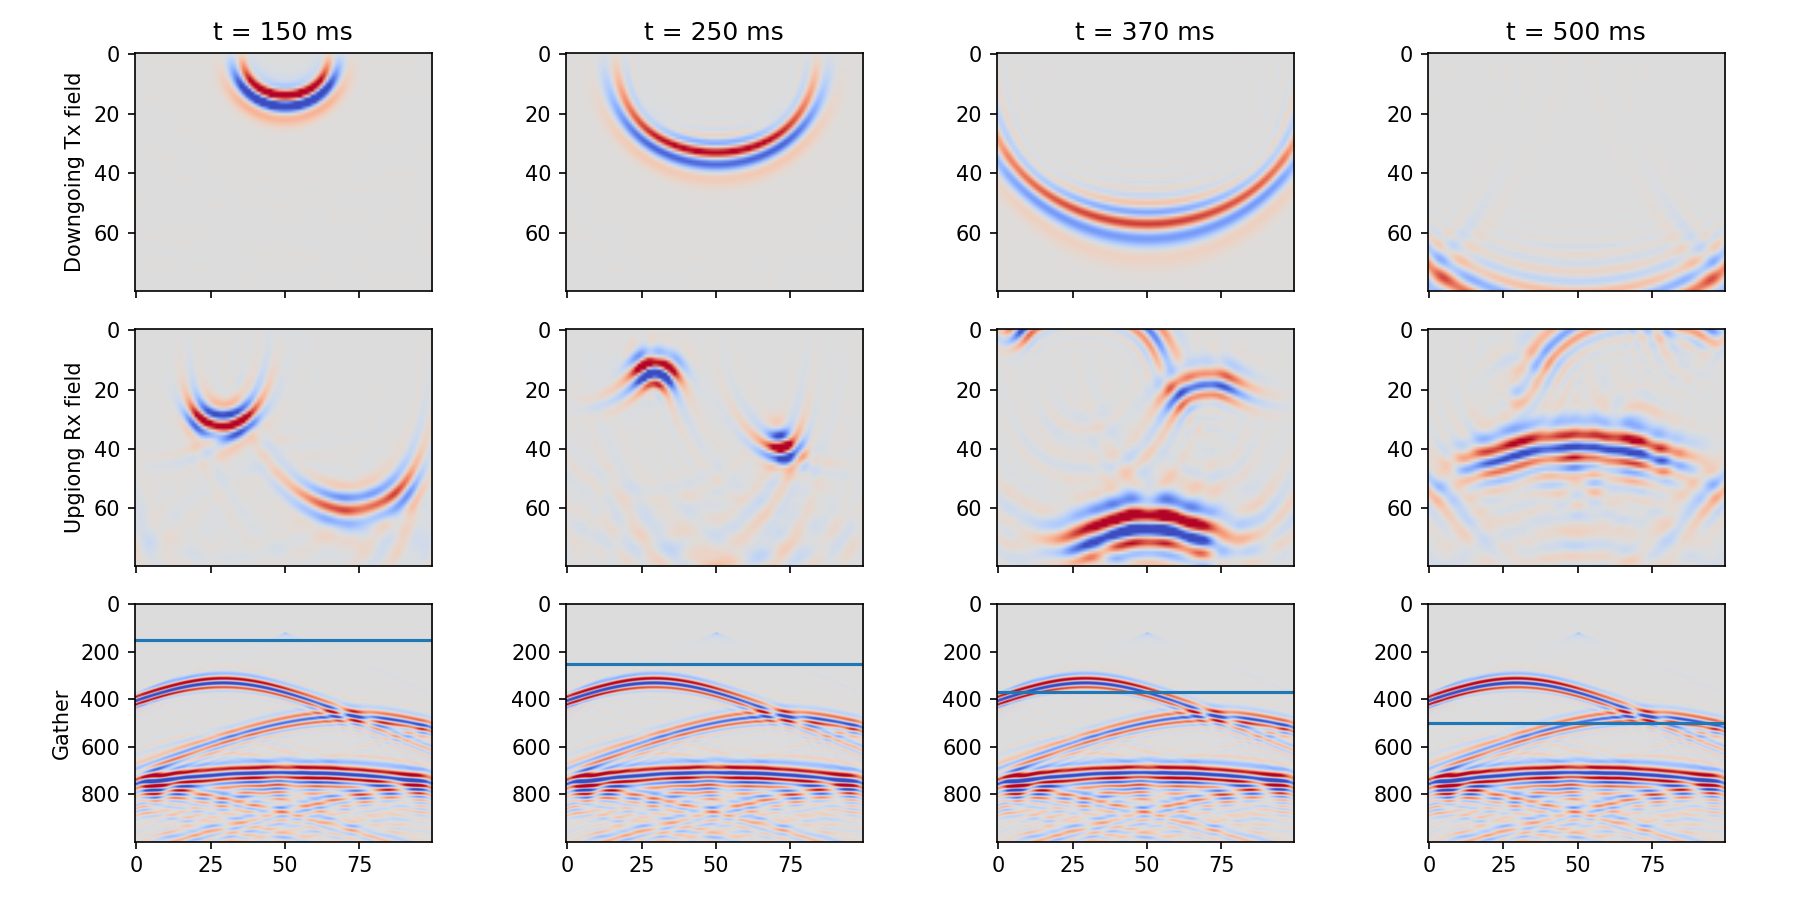 t = 150 ms t = 250 ms t = 370 ms t = 500 ms
Downgoing Tx field
0 0 0 0
20 20 20 20
40 40 40 40
60 60 60 60
Upgiong Rx field
0 0 0 0
20 20 20 20
40 40 40 40
60 60 60 60
Gather
0 0 0 0
200 200 200 200
400 400 400 400
600 600 600 600
800 800 800 800
0 25 50 75 0 25 50 75 0 25 50 75 0 25 50 75